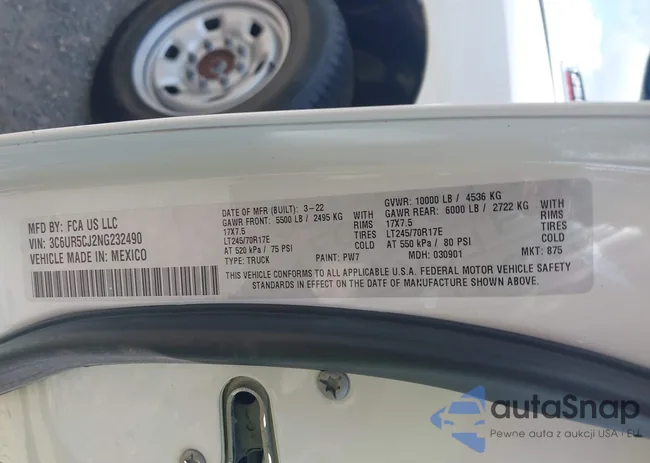 MFD BY: FCA US LLC
VIN: 3C6UR5CJ2NG232490
VEHICLE MADE IN: MEXICO
DATE OF MFR (BUILT): 3-22
GAWR FRONT: 5500 LB / 2495 KG WITH
17X7.5 RIMS
LT245/70R17E TIRES
AT 520 kPa / 75 PSI COLD
TYPE: TRUCK PAINT: PW7
GVWR: 10000 LB / 4536 KG
GAWR REAR: 6000 LB / 2722 KG WITH
17X7.5 RIMS
LT245/70R17E TIRES
AT 550 kPa / 80 PSI COLD
MDH: 030901 MKT: 875
THIS VEHICLE CONFORMS TO ALL APPLICABLE U.S.A. FEDERAL MOTOR VEHICLE SAFETY
STANDARDS IN EFFECT ON THE DATE OF MANUFACTURE SHOWN ABOVE.
autaSnap
Pewne auta z aukcji USA i EU